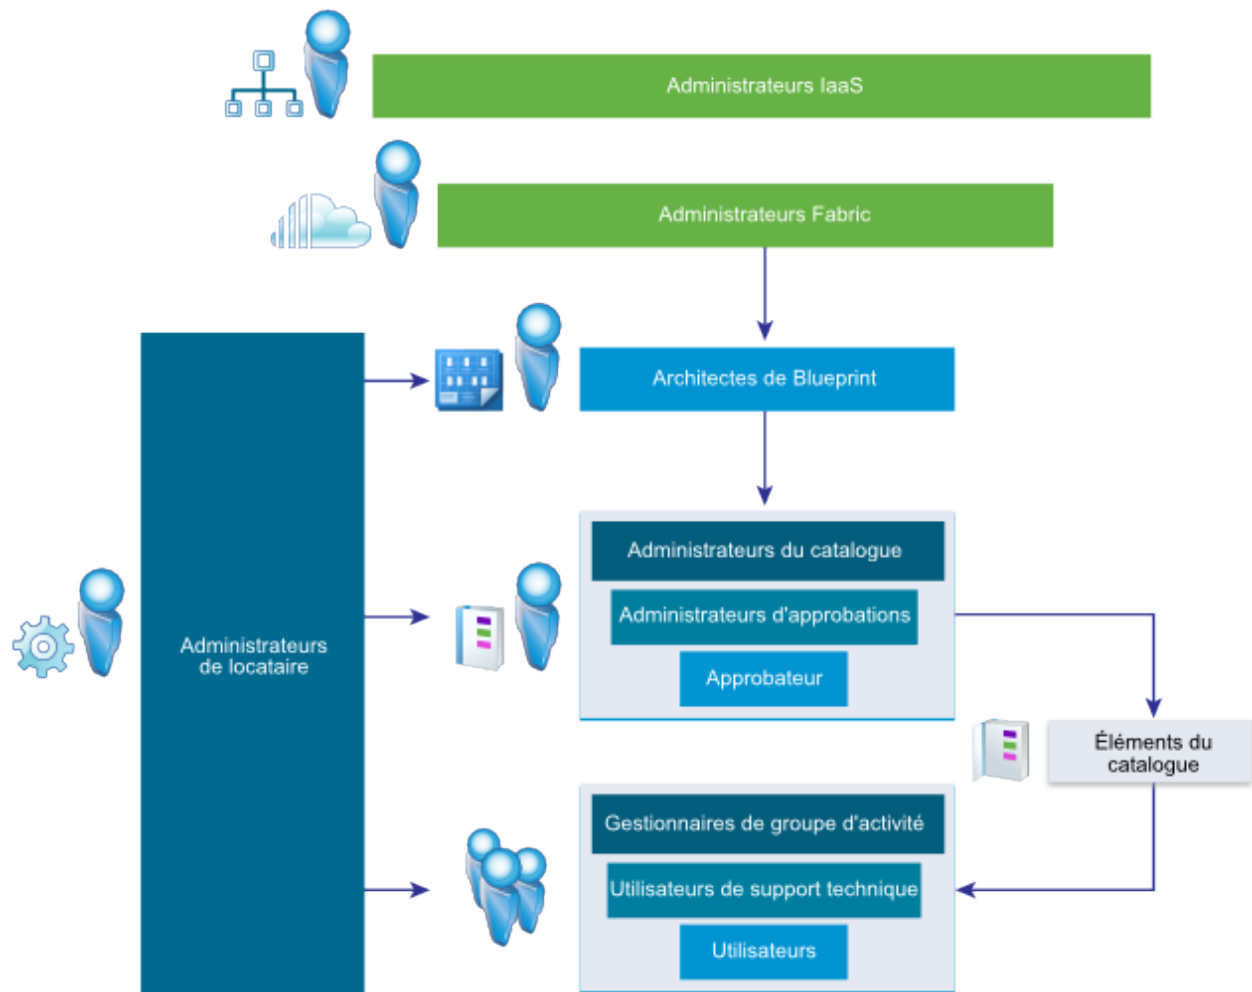 Administrateurs IaaS
Administrateurs Fabric
Architectes de Blueprint
Administrateurs du catalogue
Administrateurs d'approbations
Approbateur
Administrateurs
de locataire
Éléments du
catalogue
Gestionnaires de groupe d'activité
Utilisateurs de support technique
Utilisateurs